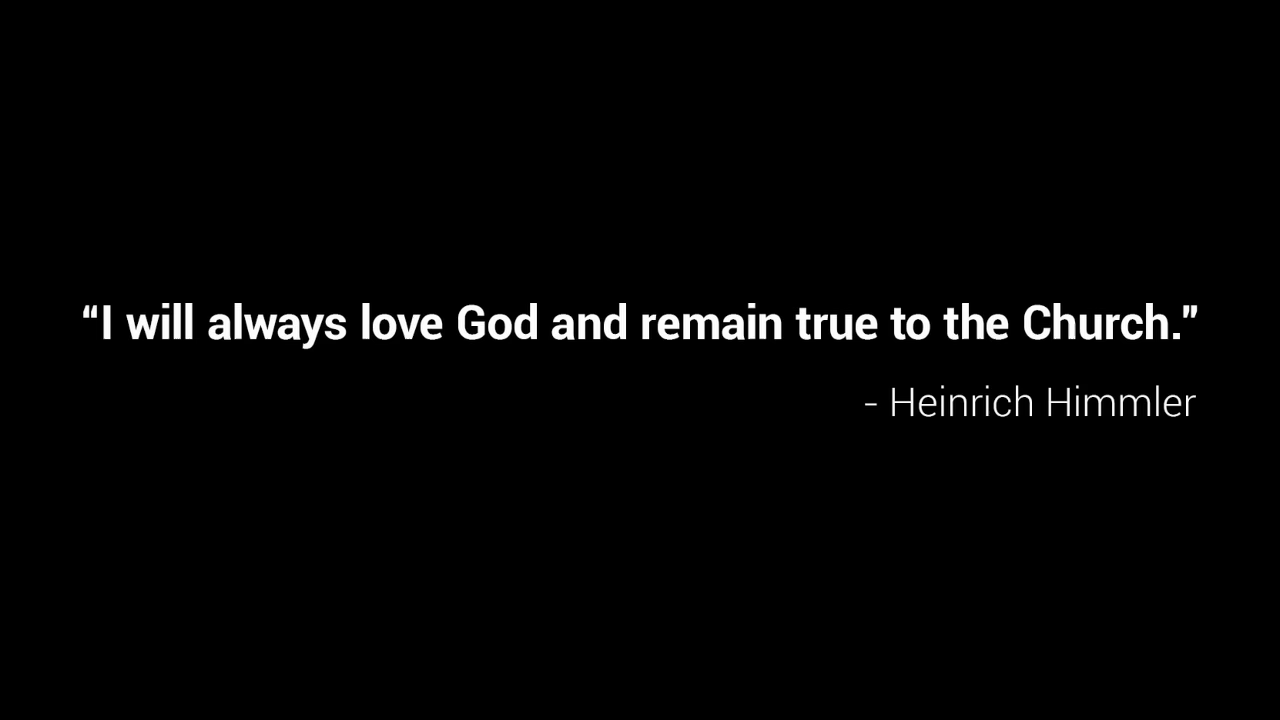 “I will always love God and remain true to the Church.”
- Heinrich Himmler